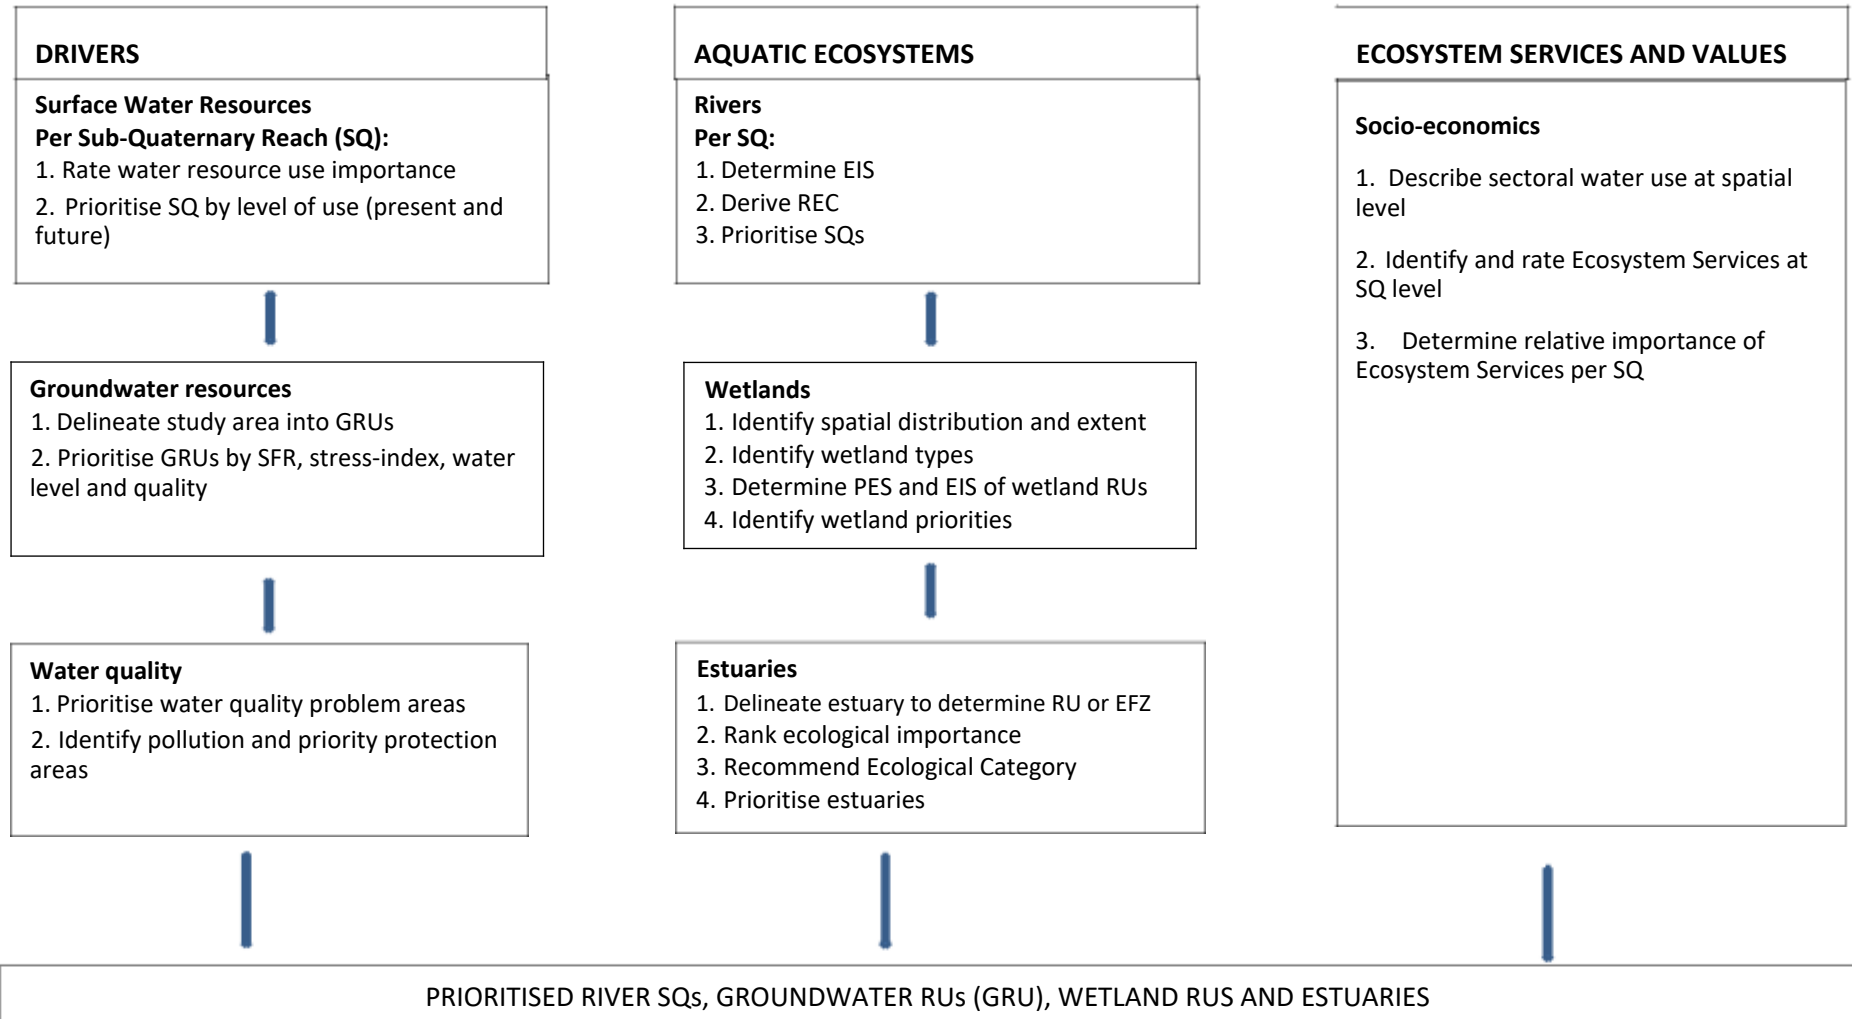 DRIVERS
Surface Water Resources
Per Sub-Quaternary Reach (SQ):
1. Rate water resource use importance
2. Prioritise SQ by level of use (present and
future)
Groundwater resources
1. Delineate study area into GRUs
2. Prioritise GRUs by SFR, stress-index, water
level and quality
Water quality
1. Prioritise water quality problem areas
2. Identify pollution and priority protection
areas
AQUATIC ECOSYSTEMS
Rivers
Per SQ:
1. Determine EIS
2. Derive REC
3. Prioritise SQs
Wetlands
1. Identify spatial distribution and extent
2. Identify wetland types
3. Determine PES and EIS of wetland RUs
4. Identify wetland priorities
Estuaries
1. Delineate estuary to determine RU or EFZ
2. Rank ecological importance
3. Recommend Ecological Category
4. Prioritise estuaries
ECOSYSTEM SERVICES AND VALUES
Socio-economics
1. Describe sectoral water use at spatial
level
2. Identify and rate Ecosystem Services at
SQ level
3. Determine relative importance of
Ecosystem Services per SQ
PRIORITISED RIVER SQs, GROUNDWATER RUs (GRU), WETLAND RUS AND ESTUARIES